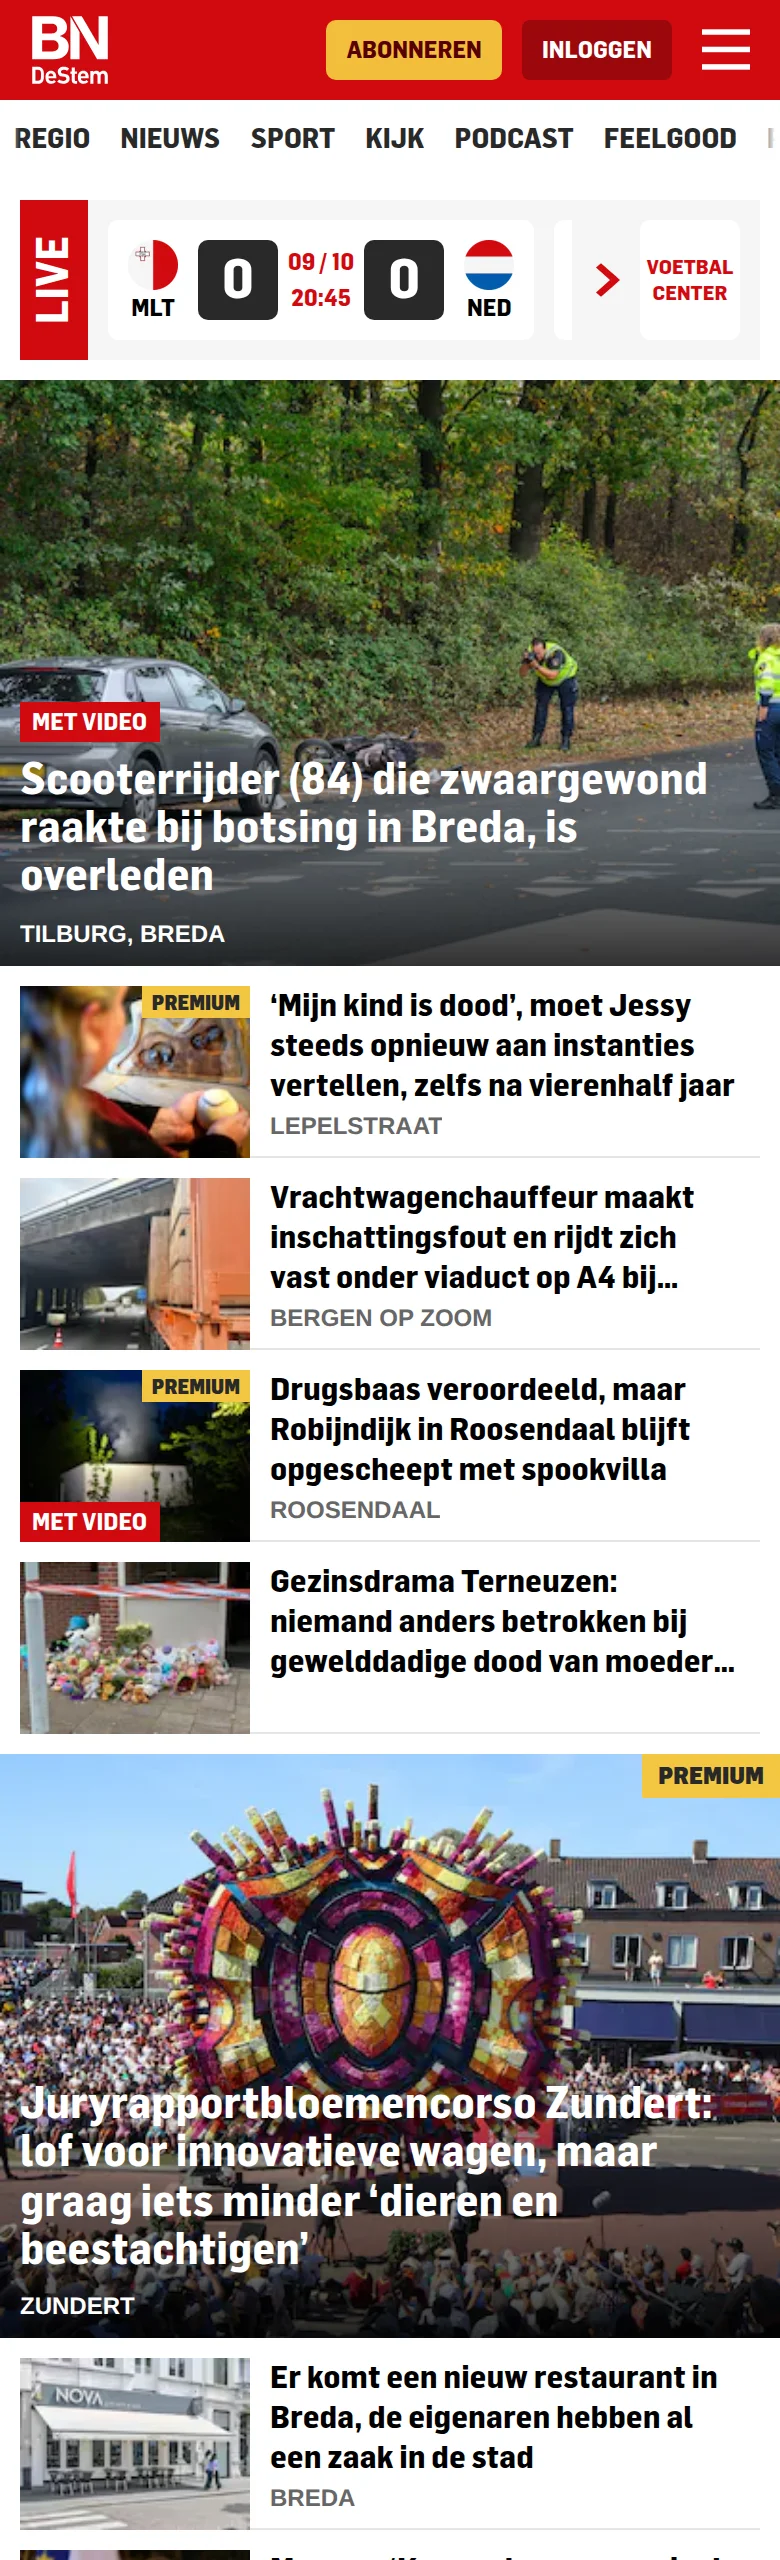 BN
DeStem
ABONNEREN
INLOGGEN
REGIO NIEUWS SPORT KIJK PODCAST FEELGOOD
LIVE
MLT
0
09 / 10
20:45
0
NED
VOETBAL
CENTER
MET VIDEO
Scooterrijder (84) die zwaargewond
raakte bij botsing in Breda, is
overleden
TILBURG, BREDA
PREMIUM
‘Mijn kind is dood’, moet Jessy
steeds opnieuw aan instanties
vertellen, zelfs na vierenhalf jaar
LEPELSTRAAT
Vrachtwagenchauffeur maakt
inschattingsfout en rijdt zich
vast onder viaduct op A4 bij...
BERGEN OP ZOOM
PREMIUM
MET VIDEO
Drugsbaas veroordeeld, maar
Robijndijk in Roosendaal blijft
opgescheept met spookvilla
ROOSENDAAL
Gezinsdrama Terneuzen:
niemand anders betrokken bij
gewelddadige dood van moeder...
PREMIUM
Juryrapportbloemencorso Zundert:
lof voor innovatieve wagen, maar
graag iets minder ‘dieren en
beestachtigen’
ZUNDERT
NOVA
Er komt een nieuw restaurant in
Breda, de eigenaren hebben al
een zaak in de stad
BREDA